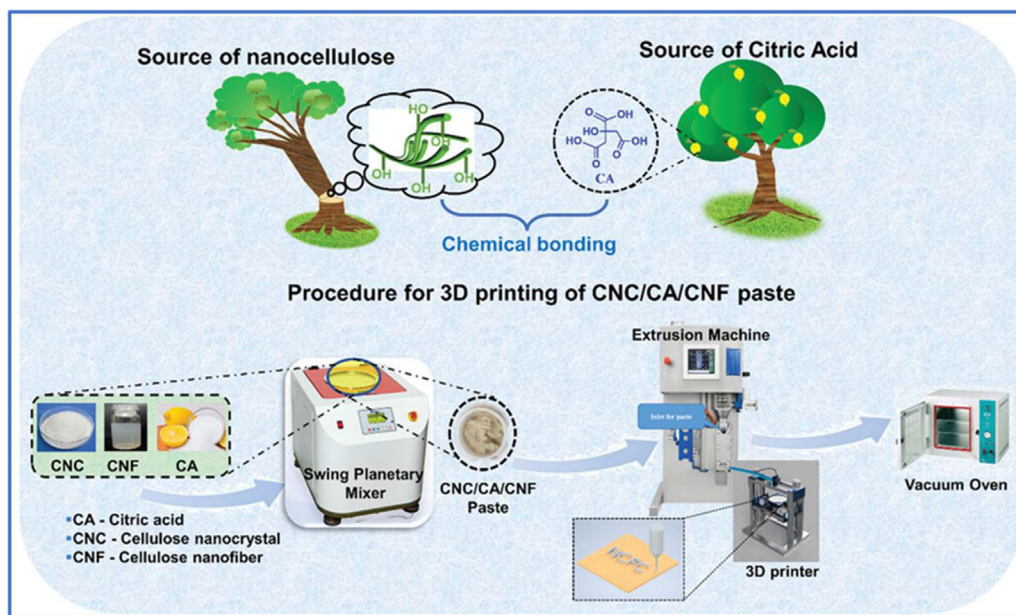 Source of nanocellulose
Source of Citric Acid
HO
OH
OH
OH
OH
OH
O
OH
O
HO
HO
OH
O
CA
Chemical bonding
Procedure for 3D printing of CNC/CA/CNF paste
Extrusion Machine
Inlet for paste
CNC
CNF
CA
Swing Planetary
Mixer
CNC/CA/CNF
Paste
Vacuum Oven
▪CA - Citric acid
▪CNC - Cellulose nanocrystal
▪CNF - Cellulose nanofiber
HCPC
3D printer